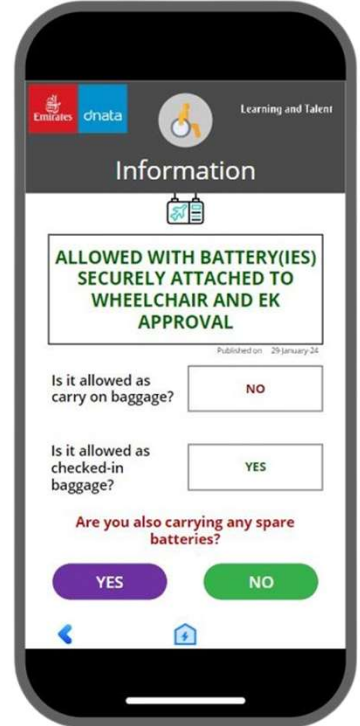 Emirates
dnata
Learning and Talent
Information
ALLOWED WITH BATTERY(IES)
SECURELY ATTACHED TO
WHEELCHAIR AND EK
APPROVAL
Published on 29-January-24
Is it allowed as
carry on baggage?
NO
Is it allowed as
checked-in
baggage?
YES
Are you also carrying any spare
batteries?
YES
NO